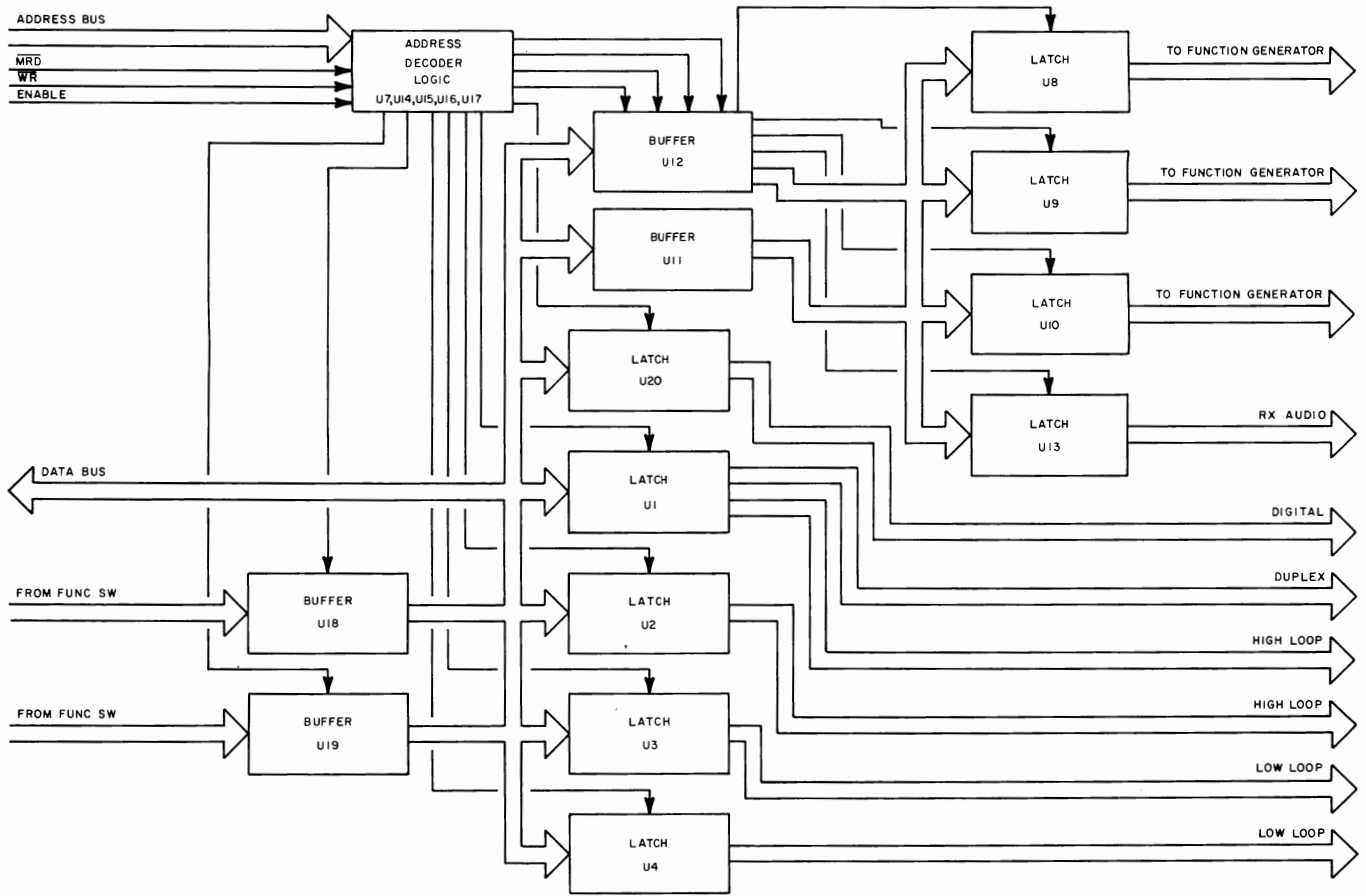 ADDRESS BUS
MRD
WR
ENABLE
ADDRESS
DECODER
LOGIC
U7,U14,U15,U16,U17
BUFFER
U12
BUFFER
U11
LATCH
U20
LATCH
U1
LATCH
U2
LATCH
U3
LATCH
U4
DATA BUS
FROM FUNC SW
BUFFER
U18
FROM FUNC SW
BUFFER
U19
LATCH
U8
TO FUNCTION GENERATOR
LATCH
U9
TO FUNCTION GENERATOR
LATCH
U10
TO FUNCTION GENERATOR
LATCH
U13
RX AUDIO
DIGITAL
DUPLEX
HIGH LOOP
HIGH LOOP
LOW LOOP
LOW LOOP